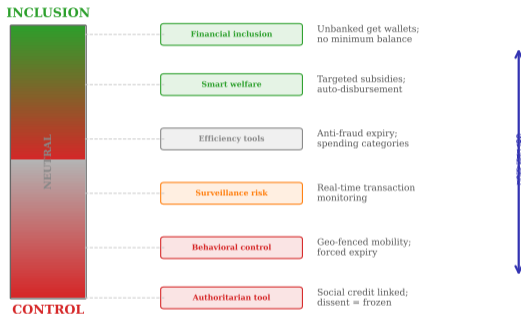 INCLUSION
Financial inclusion
Unbanked get wallets;
no minimum balance
Smart welfare
Targeted subsidies;
auto-disbursement
NEUTRAL
Efficiency tools
Anti-fraud expiry;
spending categories
Surveillance risk
Real-time transaction
monitoring
Behavioral control
Geo-fenced mobility;
forced expiry
Authoritarian tool
Social credit linked;
dissent = frozen
CONTROL